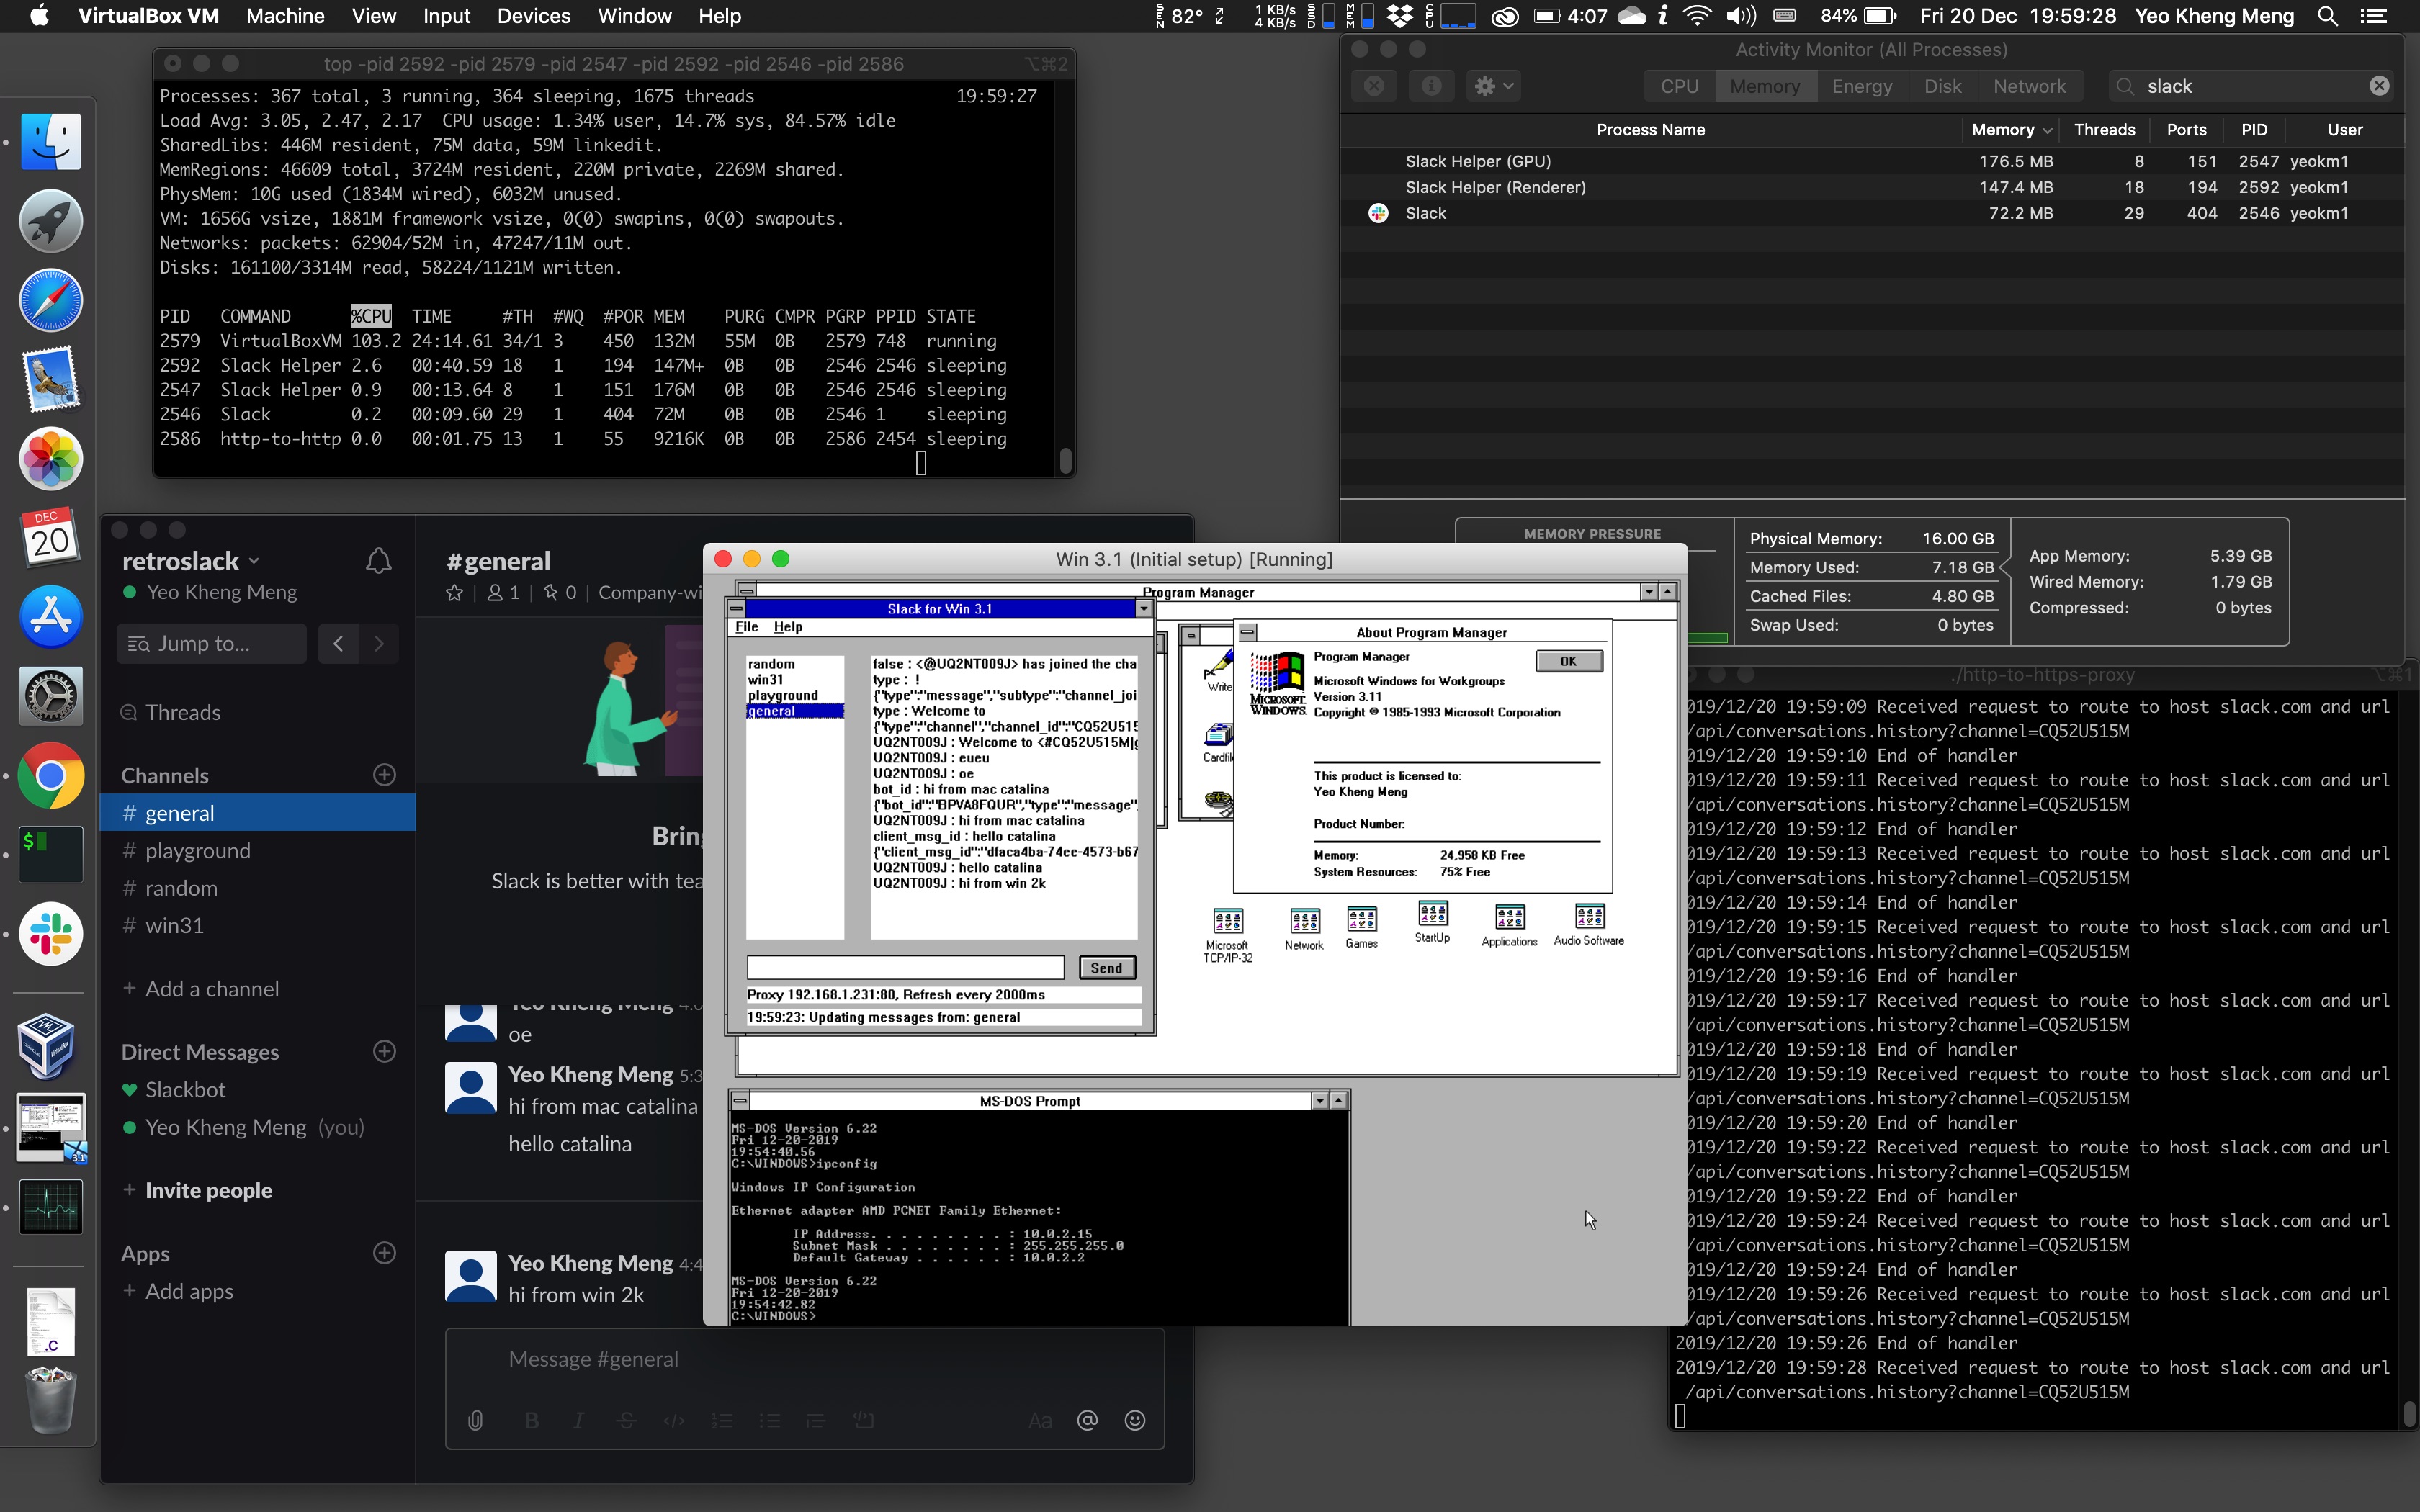 VirtualBox VM Machine View Input Devices Window Help
SEN 82° 1 KB/s 4 KB/s SSD MEM CPU 4:07 84% Fri 20 Dec 19:59:28 Yeo Kheng Meng
top -pid 2592 -pid 2579 -pid 2547 -pid 2592 -pid 2546 -pid 2586 ⌥⌘2
Processes: 367 total, 3 running, 364 sleeping, 1675 threads 19:59:27
Load Avg: 3.05, 2.47, 2.17 CPU usage: 1.34% user, 14.7% sys, 84.57% idle
SharedLibs: 446M resident, 75M data, 59M linkedit.
MemRegions: 46609 total, 3724M resident, 220M private, 2269M shared.
PhysMem: 10G used (1834M wired), 6032M unused.
VM: 1656G vsize, 1881M framework vsize, 0(0) swapins, 0(0) swapouts.
Networks: packets: 62904/52M in, 47247/11M out.
Disks: 161100/3314M read, 58224/1121M written.
PID COMMAND %CPU TIME #TH #WQ #POR MEM PURG CMPR PGRP PPID STATE
2579 VirtualBoxVM 103.2 24:14.61 34/1 3 450 132M 55M 0B 2579 748 running
2592 Slack Helper 2.6 00:40.59 18 1 194 147M+ 0B 0B 2546 2546 sleeping
2547 Slack Helper 0.9 00:13.64 8 1 151 176M 0B 0B 2546 2546 sleeping
2546 Slack 0.2 00:09.60 29 1 404 72M 0B 0B 2546 1 sleeping
2586 http-to-http 0.0 00:01.75 13 1 55 9216K 0B 0B 2586 2454 sleeping
Activity Monitor (All Processes)
CPU Memory Energy Disk Network slack
Process Name Memory Threads Ports PID User
Slack Helper (GPU) 176.5 MB 8 151 2547 yeokm1
Slack Helper (Renderer) 147.4 MB 18 194 2592 yeokm1
Slack 72.2 MB 29 404 2546 yeokm1
MEMORY PRESSURE
Physical Memory: 16.00 GB
Memory Used: 7.18 GB
Cached Files: 4.80 GB
Swap Used: 0 bytes
App Memory: 5.39 GB
Wired Memory: 1.79 GB
Compressed: 0 bytes
DEC
20
retroslack
Yeo Kheng Meng
Jump to...
Threads
Channels
# general
# playground
# random
# win31
+ Add a channel
Direct Messages
Slackbot
Yeo Kheng Meng (you)
+ Invite people
Apps
+ Add apps
#general
1 0 Company-wi
Brin
Slack is better with tea
Yeo Kheng Meng
oe
Yeo Kheng Meng 5:3
hi from mac catalina
hello catalina
Yeo Kheng Meng 4:4
hi from win 2k
Message #general
Aa
Win 3.1 (Initial setup) [Running]
Program Manager
Slack for Win 3.1
File Help
random
win31
playground
general
false : <@UQ2NT009J> has joined the cha
type : !
{"type":"message","subtype":"channel_joi
type : Welcome to
{"type":"channel","channel_id":"CQ52U515
UQ2NT009J : Welcome to <#CQ52U515M|g
UQ2NT009J : eueu
UQ2NT009J : oe
bot_id : hi from mac catalina
{"bot_id":"BPVA8FQUR","type":"message",
UQ2NT009J : hi from mac catalina
client_msg_id : hello catalina
{"client_msg_id":"dfaca4ba-74ee-4573-b67
UQ2NT009J : hello catalina
UQ2NT009J : hi from win 2k
Send
Proxy 192.168.1.231:80, Refresh every 2000ms
19:59:23: Updating messages from: general
Write
Cardfil
About Program Manager
MICROSOFT. WINDOWS.
Program Manager
OK
Microsoft Windows for Workgroups
Version 3.11
Copyright © 1985-1993 Microsoft Corporation
This product is licensed to:
Yeo Kheng Meng
Product Number:
Memory: 24,958 KB Free
System Resources: 75% Free
Microsoft TCP/IP-32
Network
Games
StartUp
Applications
Audio Software
MS-DOS Prompt
MS-DOS Version 6.22
Fri 12-20-2019
19:54:40.56
C:\WINDOWS>ipconfig
Windows IP Configuration
Ethernet adapter AMD PCNET Family Ethernet:
IP Address. . . . . . . . . : 10.0.2.15
Subnet Mask . . . . . . . . : 255.255.255.0
Default Gateway . . . . . . : 10.0.2.2
MS-DOS Version 6.22
Fri 12-20-2019
19:54:42.82
C:\WINDOWS>
./http-to-https-proxy ⌥⌘1
019/12/20 19:59:09 Received request to route to host slack.com and url
/api/conversations.history?channel=CQ52U515M
019/12/20 19:59:10 End of handler
019/12/20 19:59:11 Received request to route to host slack.com and url
/api/conversations.history?channel=CQ52U515M
019/12/20 19:59:12 End of handler
019/12/20 19:59:13 Received request to route to host slack.com and url
/api/conversations.history?channel=CQ52U515M
019/12/20 19:59:14 End of handler
019/12/20 19:59:15 Received request to route to host slack.com and url
/api/conversations.history?channel=CQ52U515M
019/12/20 19:59:16 End of handler
019/12/20 19:59:17 Received request to route to host slack.com and url
/api/conversations.history?channel=CQ52U515M
019/12/20 19:59:18 End of handler
019/12/20 19:59:19 Received request to route to host slack.com and url
/api/conversations.history?channel=CQ52U515M
019/12/20 19:59:20 End of handler
019/12/20 19:59:22 Received request to route to host slack.com and url
/api/conversations.history?channel=CQ52U515M
019/12/20 19:59:22 End of handler
019/12/20 19:59:24 Received request to route to host slack.com and url
/api/conversations.history?channel=CQ52U515M
019/12/20 19:59:24 End of handler
019/12/20 19:59:26 Received request to route to host slack.com and url
/api/conversations.history?channel=CQ52U515M
2019/12/20 19:59:26 End of handler
2019/12/20 19:59:28 Received request to route to host slack.com and url
/api/conversations.history?channel=CQ52U515M
.C